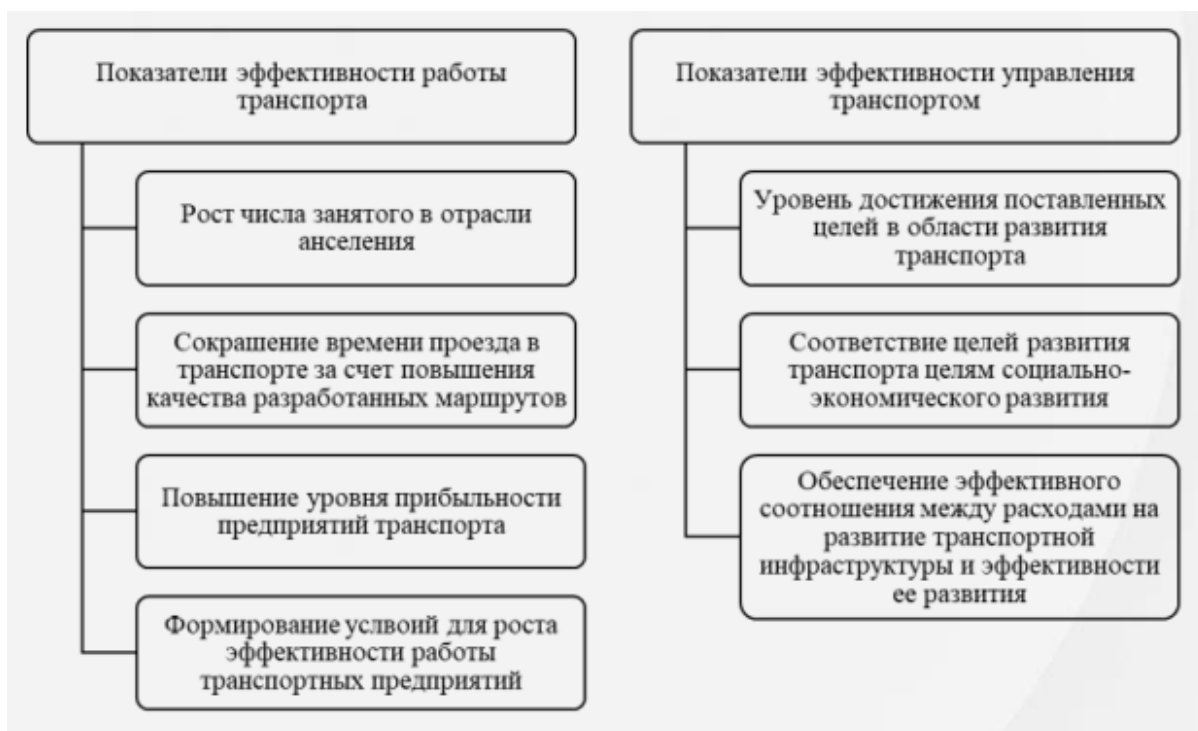 Показатели эффективности работы
транспорта
Рост числа занятого в отрасли
анселения
Сокрашение времени проезда в
транспорте за счет повышения
качества разработанных маршрутов
Повышение уровня прибыльности
предприятий транспорта
Формирование услвоий для роста
эффективности работы
транспортных предприятий
Показатели эффективности управления
транспортом
Уровень достижения поставленных
целей в области развития
транспорта
Соответствие целей развития
транспорта целям социально-
экономического развития
Обеспечение эффективного
соотношения между расходами на
развитие транспортной
инфраструктуры и эффективности
ее развития